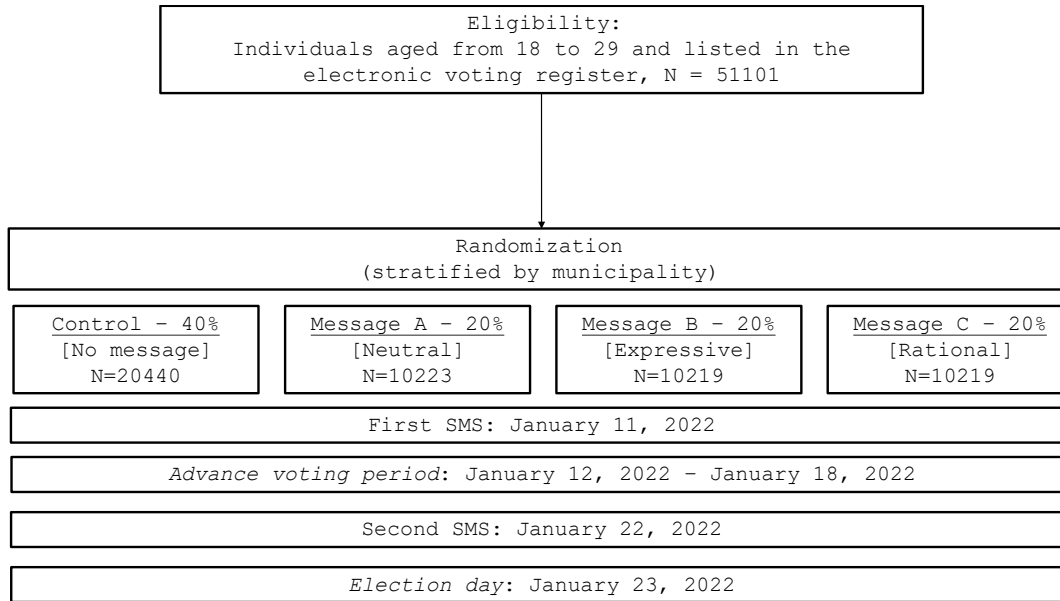 Eligibility:
Individuals aged from 18 to 29 and listed in the
electronic voting register, N = 51101
Randomization
(stratified by municipality)
Control – 40%
[No message]
N=20440
Message A – 20%
[Neutral]
N=10223
Message B – 20%
[Expressive]
N=10219
Message C – 20%
[Rational]
N=10219
First SMS: January 11, 2022
Advance voting period: January 12, 2022 – January 18, 2022
Second SMS: January 22, 2022
Election day: January 23, 2022